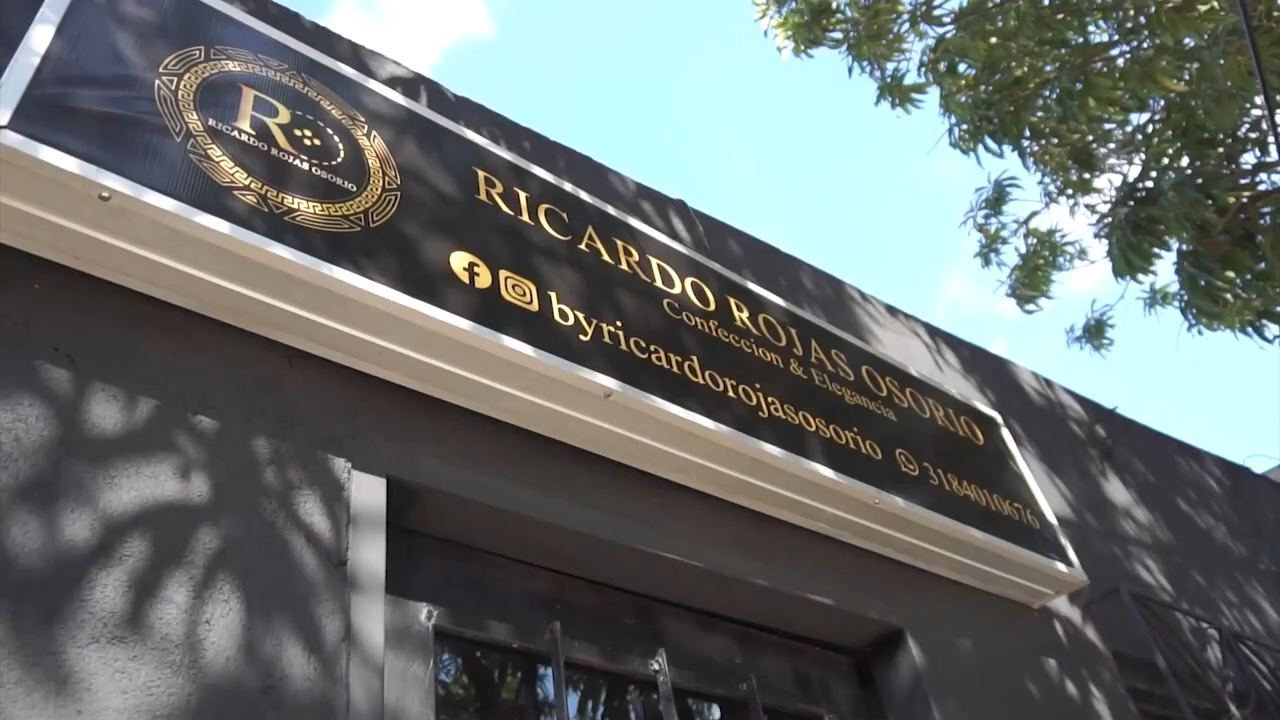 R
RICARDO ROJAS OSORIO
RICARDO ROJAS OSORIO
Confeccion & Elegancia
byricardorojasosorio 3184010676